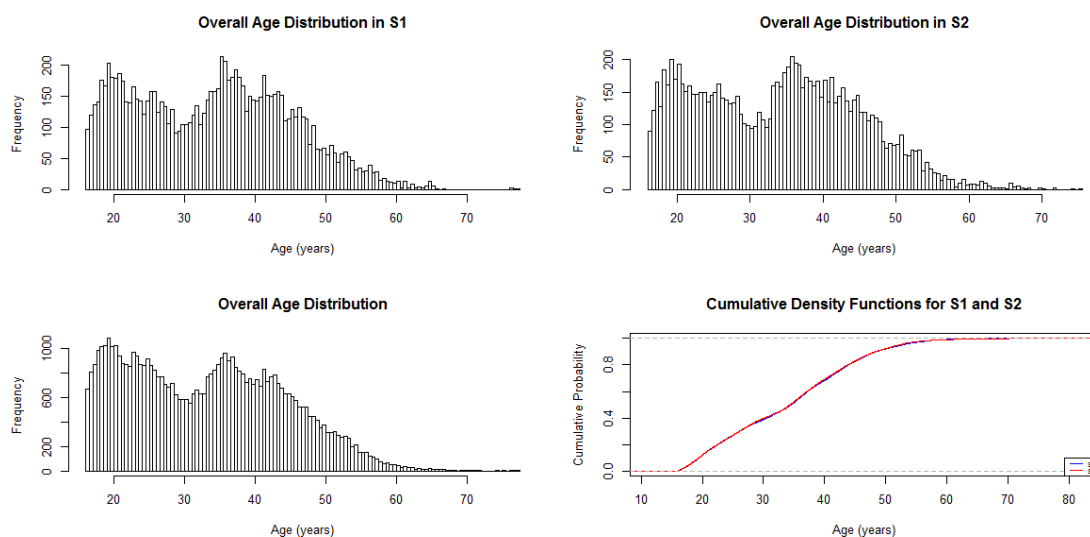 Overall Age Distribution in S1
Frequency
0 50 100 150 200
20 30 40 50 60 70
Age (years)
Overall Age Distribution in S2
Frequency
0 50 100 150 200
20 30 40 50 60 70
Age (years)
Overall Age Distribution
Frequency
0 200 600 1000
20 30 40 50 60 70
Age (years)
Cumulative Density Functions for S1 and S2
Cumulative Probability
0.0 0.4 0.8
10 20 30 40 50 60 70 80
Age (years)